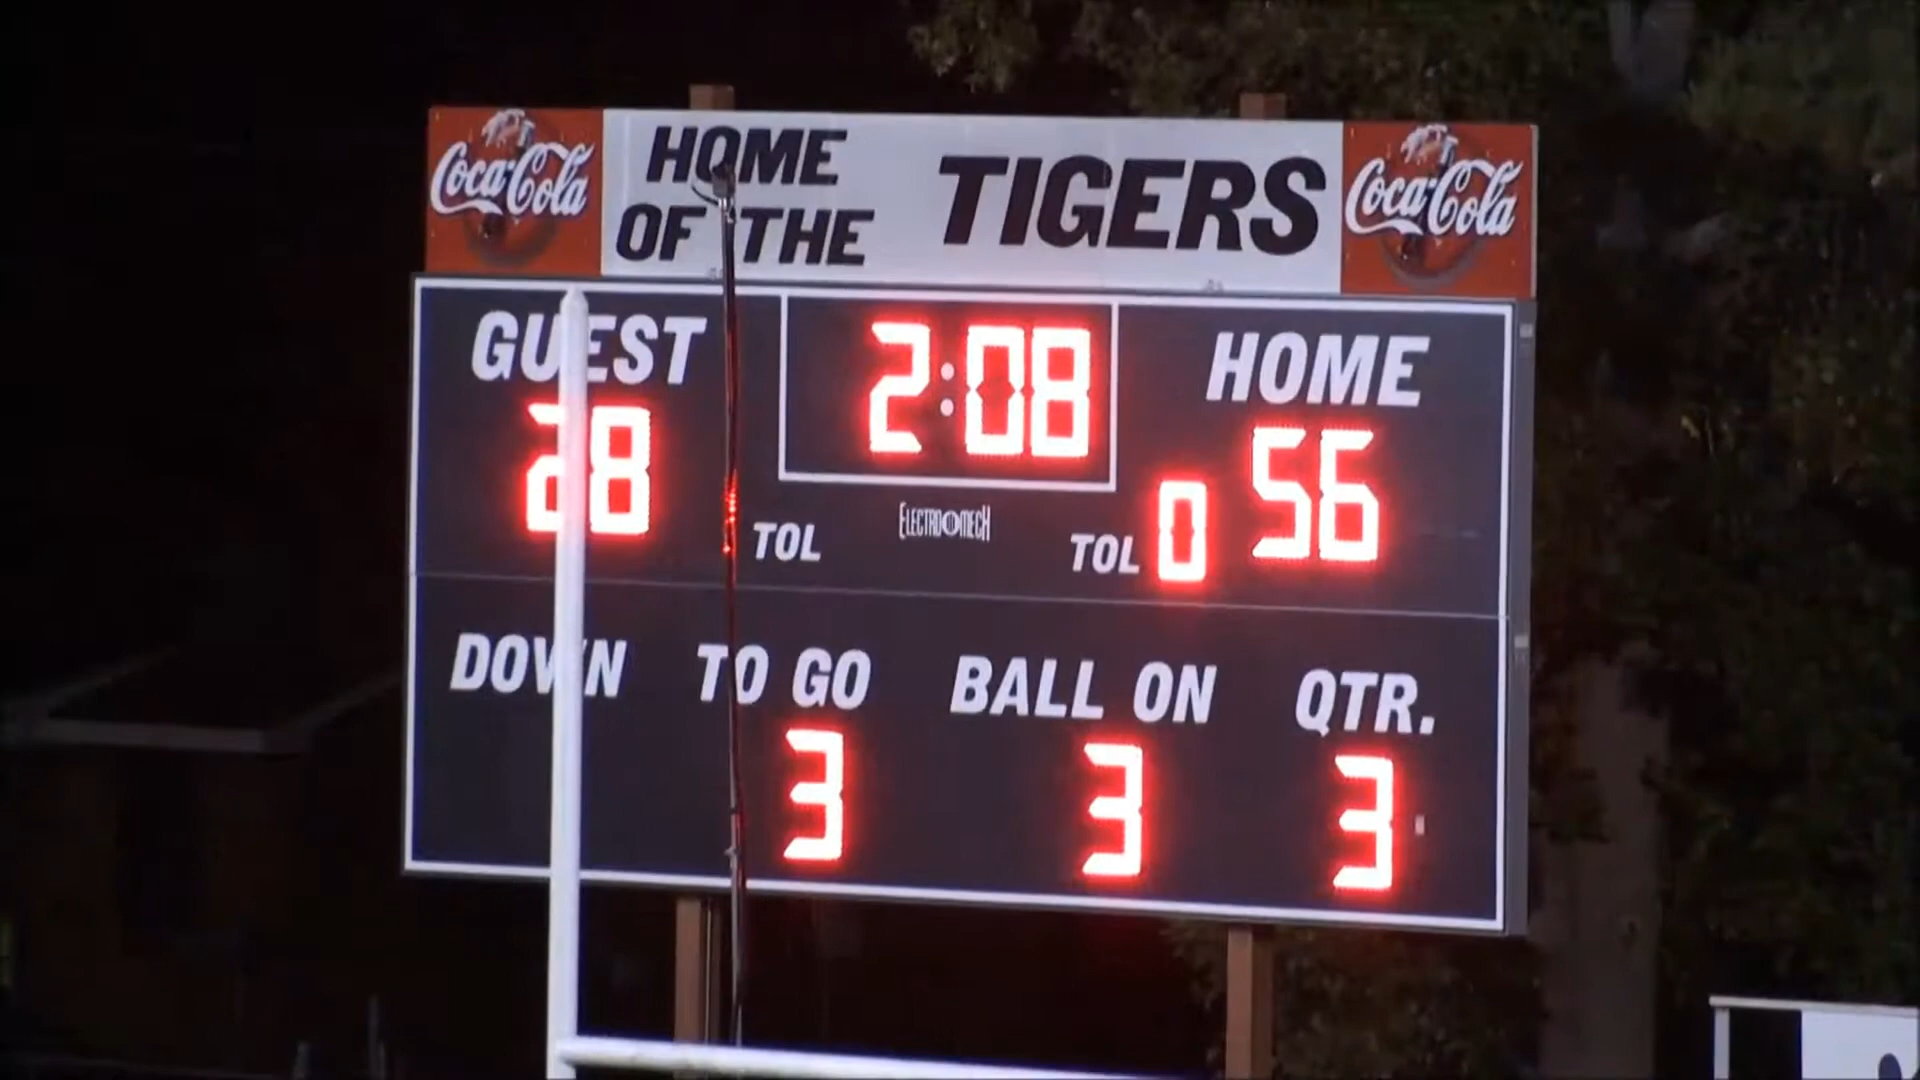 Coca-Cola
HOME
OF THE
TIGERS
Coca-Cola
GUEST
2:08
HOME
28
56
TOL
ELECTRO-MECH
TOL 0
DOWN
TO GO
BALL ON
QTR.
3
3
3